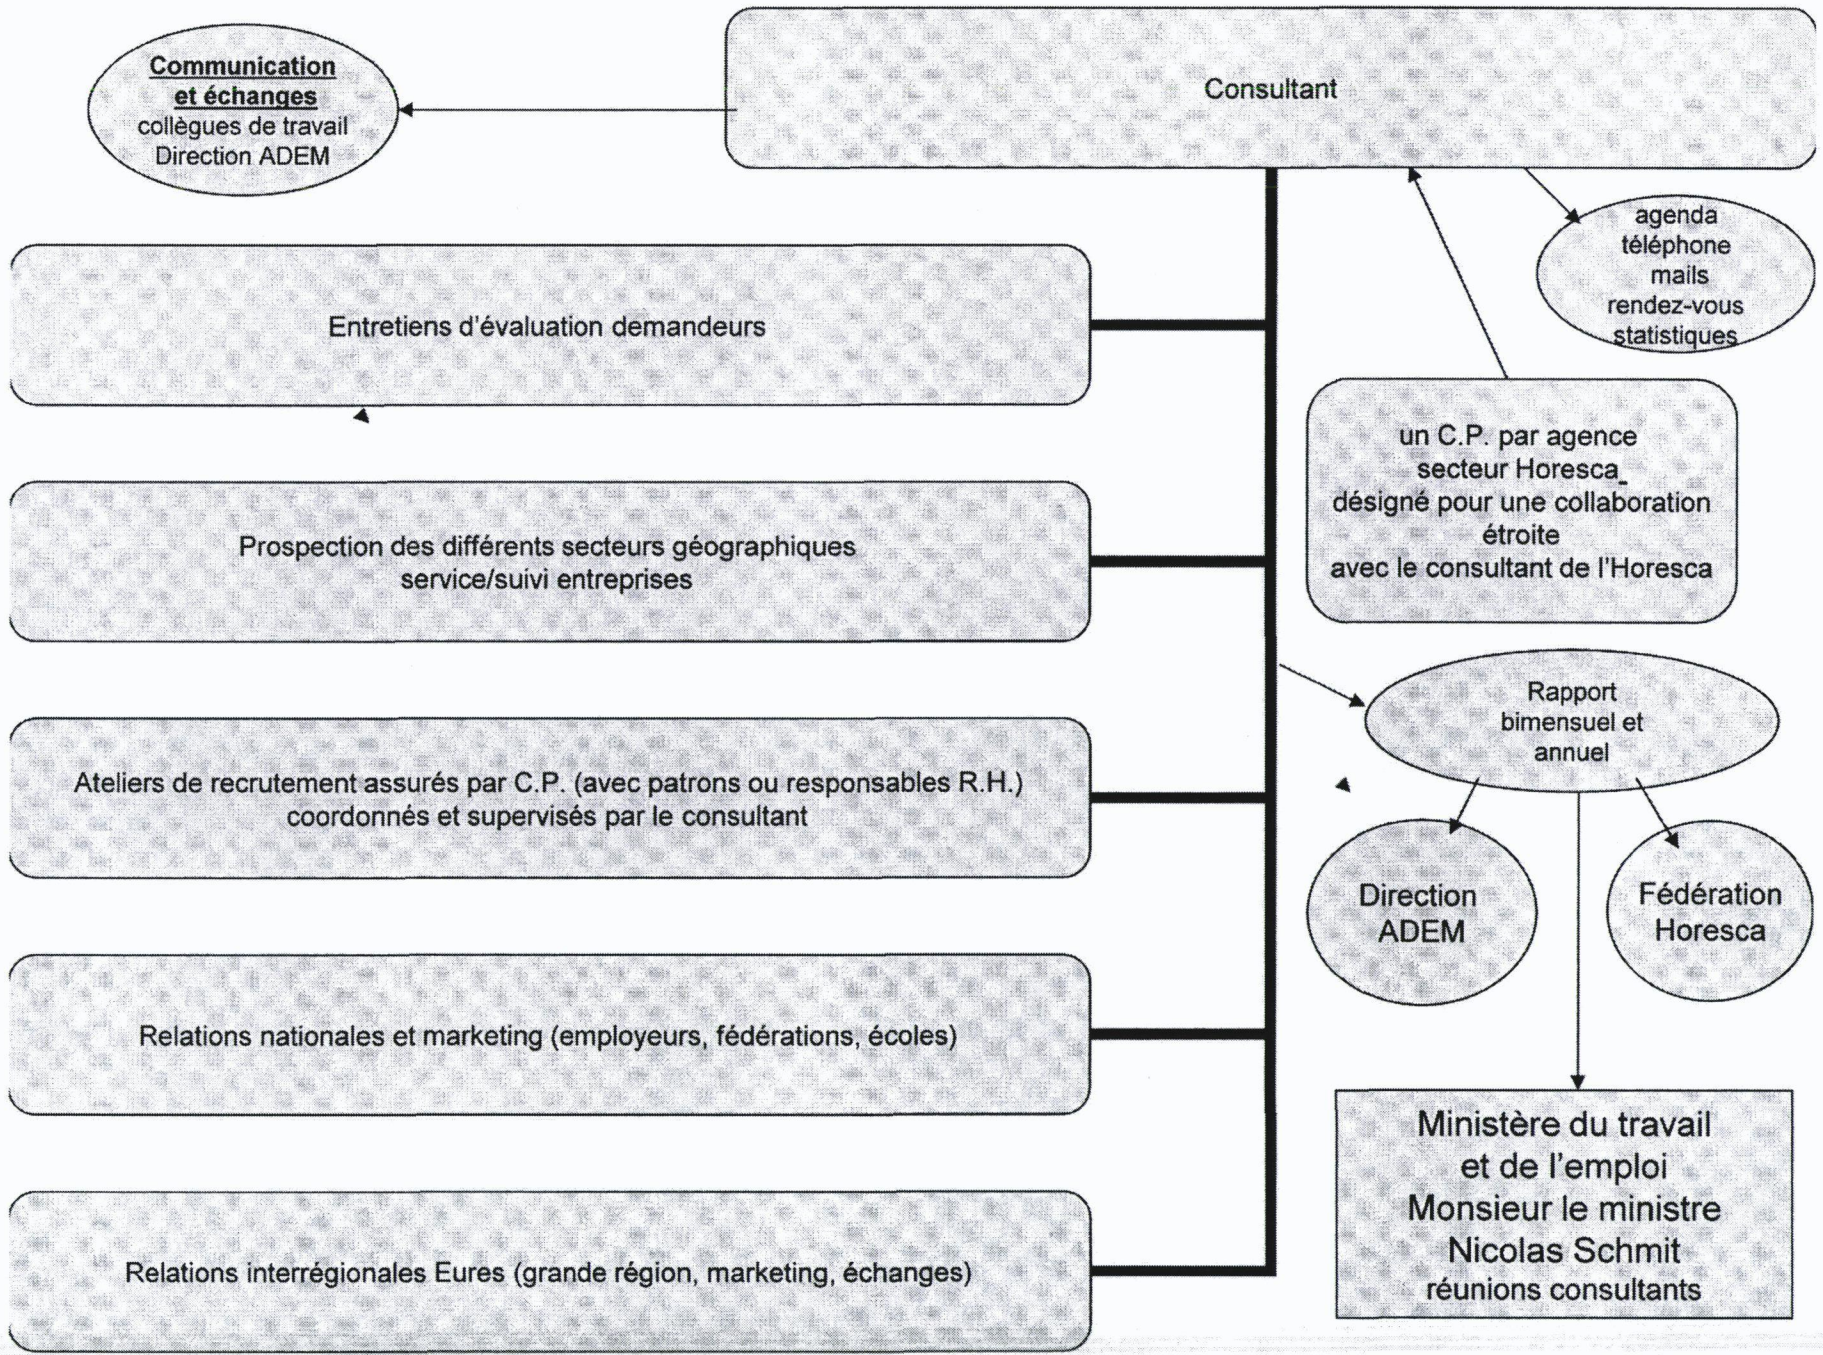 Communication
et échanges
collègues de travail
Direction ADEM
Consultant
agenda
téléphone
mails
rendez-vous
statistiques
Entretiens d'évaluation demandeurs
un C.P. par agence
secteur Horesca
désigné pour une collaboration
étroite
avec le consultant de l'Horesca
Prospection des différents secteurs géographiques
service/suivi entreprises
Rapport
bimensuel et
annuel
Ateliers de recrutement assurés par C.P. (avec patrons ou responsables R.H.)
coordonnés et supervisés par le consultant
Direction
ADEM
Fédération
Horesca
Relations nationales et marketing (employeurs, fédérations, écoles)
Ministère du travail
et de l'emploi
Monsieur le ministre
Nicolas Schmit
réunions consultants
Relations interrégionales Eures (grande région, marketing, échanges)